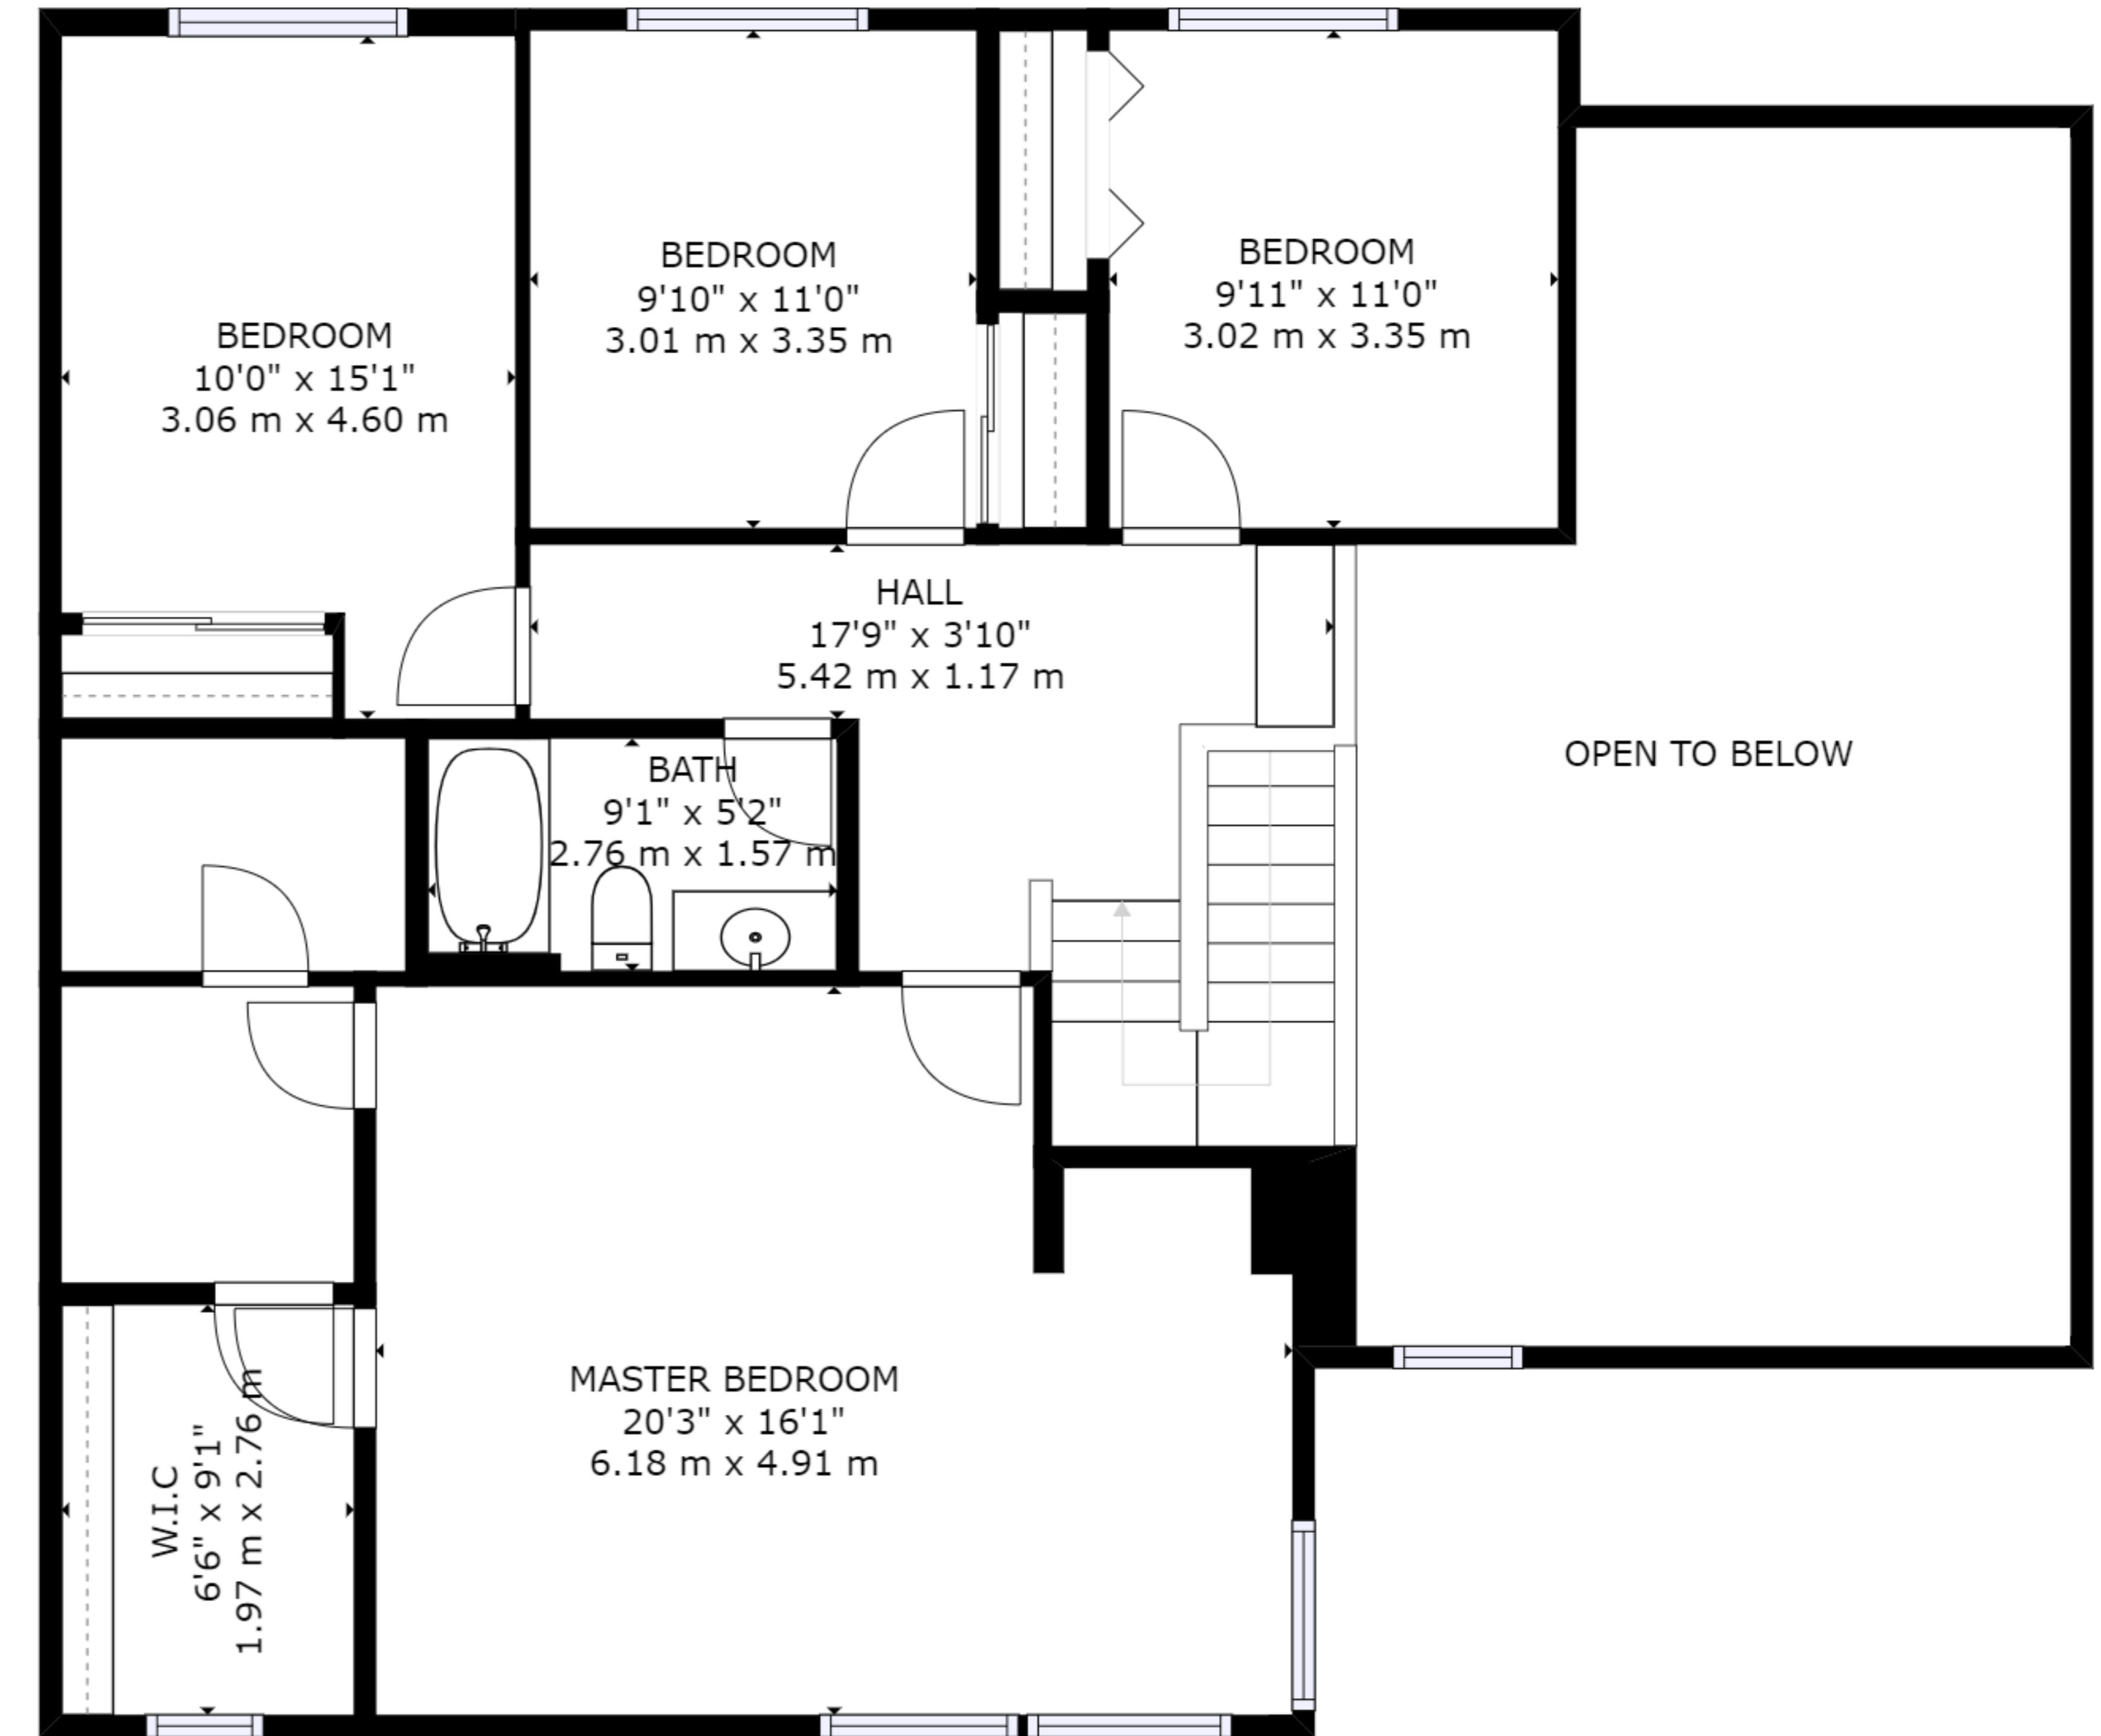 BEDROOM
10'0" x 15'1"
3.06 m x 4.60 m
BEDROOM
9'10" x 11'0"
3.01 m x 3.35 m
BEDROOM
9'11" x 11'0"
3.02 m x 3.35 m
HALL
17'9" x 3'10"
5.42 m x 1.17 m
OPEN TO BELOW
BATH
9'1" x 5'2"
2.76 m x 1.57 m
MASTER BEDROOM
20'3" x 16'1"
6.18 m x 4.91 m
W.I.C
6'6" x 9'1"
1.97 m x 2.76 m